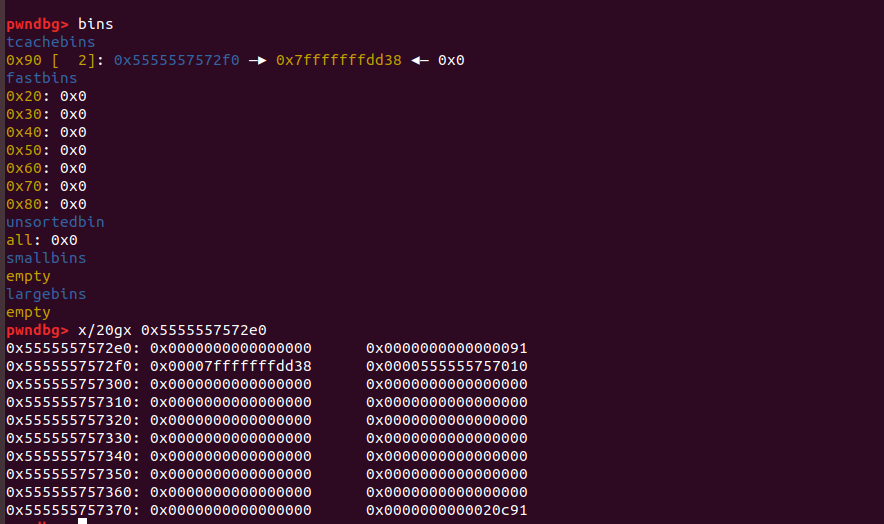 pwndbg> bins
tcachebins
0x90 [  2]: 0x5555557572f0 —▸ 0x7fffffffdd38 ◂— 0x0
fastbins
0x20: 0x0
0x30: 0x0
0x40: 0x0
0x50: 0x0
0x60: 0x0
0x70: 0x0
0x80: 0x0
unsortedbin
all: 0x0
smallbins
empty
largebins
empty
pwndbg> x/20gx 0x5555557572e0
0x5555557572e0: 0x0000000000000000      0x0000000000000091
0x5555557572f0: 0x00007fffffffdd38      0x0000555555757010
0x555555757300: 0x0000000000000000      0x0000000000000000
0x555555757310: 0x0000000000000000      0x0000000000000000
0x555555757320: 0x0000000000000000      0x0000000000000000
0x555555757330: 0x0000000000000000      0x0000000000000000
0x555555757340: 0x0000000000000000      0x0000000000000000
0x555555757350: 0x0000000000000000      0x0000000000000000
0x555555757360: 0x0000000000000000      0x0000000000000000
0x555555757370: 0x0000000000000000      0x0000000000020c91
pwndbg>